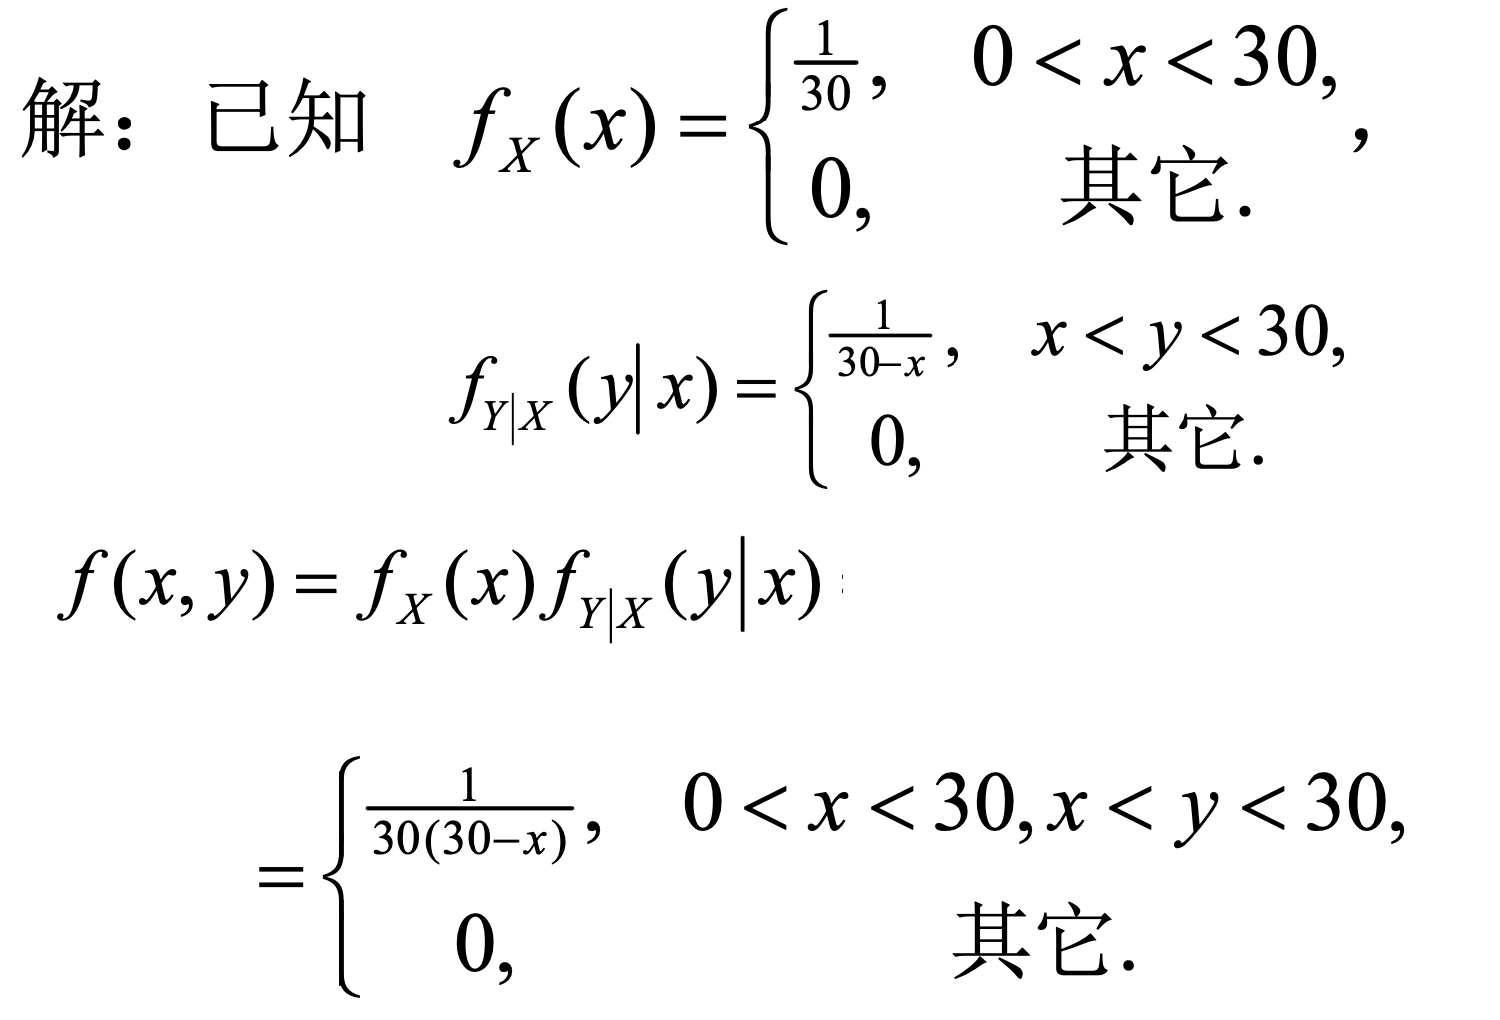 解：已知 f_X(x) = { 1/30, 0 < x < 30, 0, 其它. ，
f_{Y|X}(y|x) = { 1/(30−x), x < y < 30, 0, 其它.
f(x, y) = f_X(x) f_{Y|X}(y|x)
= { 1/(30(30−x)), 0 < x < 30, x < y < 30, 0, 其它.